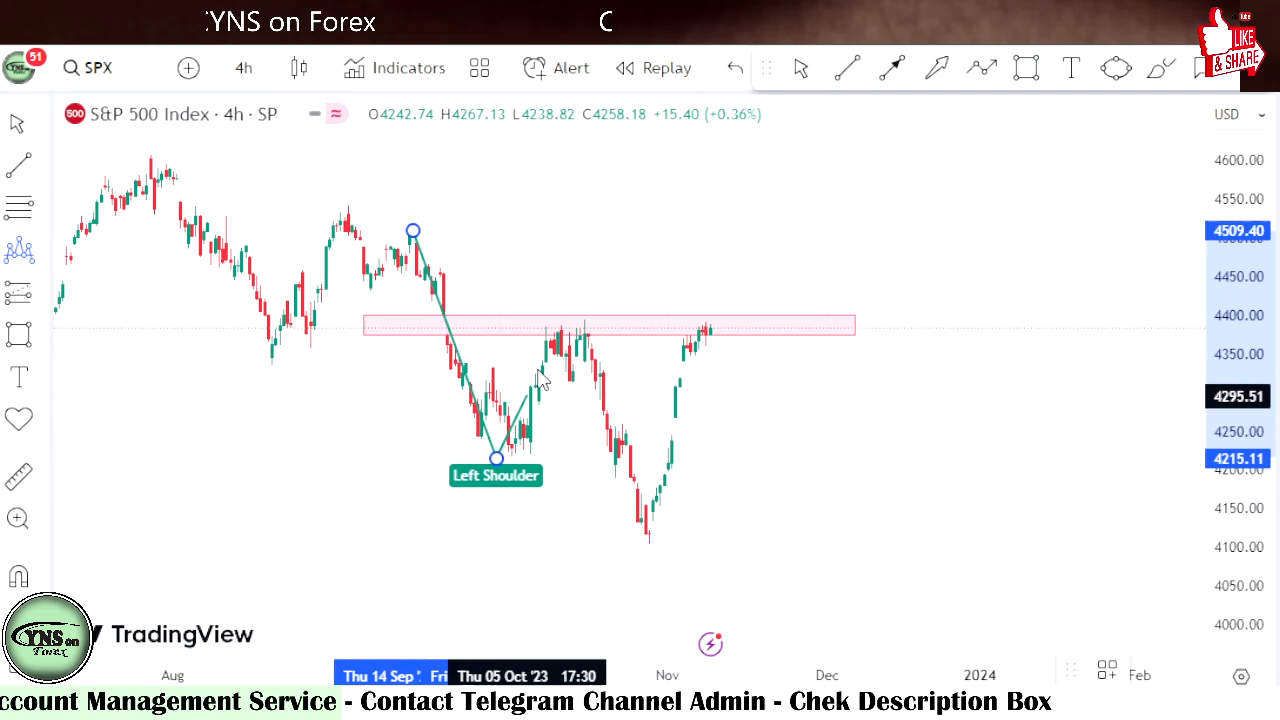 YNS on Forex C
LIKE
& SHARE
51
SPX 4h Indicators Alert Replay
S&P 500 Index · 4h · SP O4242.74 H4267.13 L4238.82 C4258.18 +15.40 (+0.36%)
USD
500
4600.00
4550.00
4509.40
4450.00
4400.00
4350.00
4295.51
4250.00
4215.11
4200.00
4150.00
4100.00
4050.00
4000.00
Left Shoulder
TradingView
YNS on
Forex
Aug Thu 14 Sep ' Fri Thu 05 Oct '23 17:30 Nov Dec 2024 Feb
ccount Management Service - Contact Telegram Channel Admin - Chek Description Box